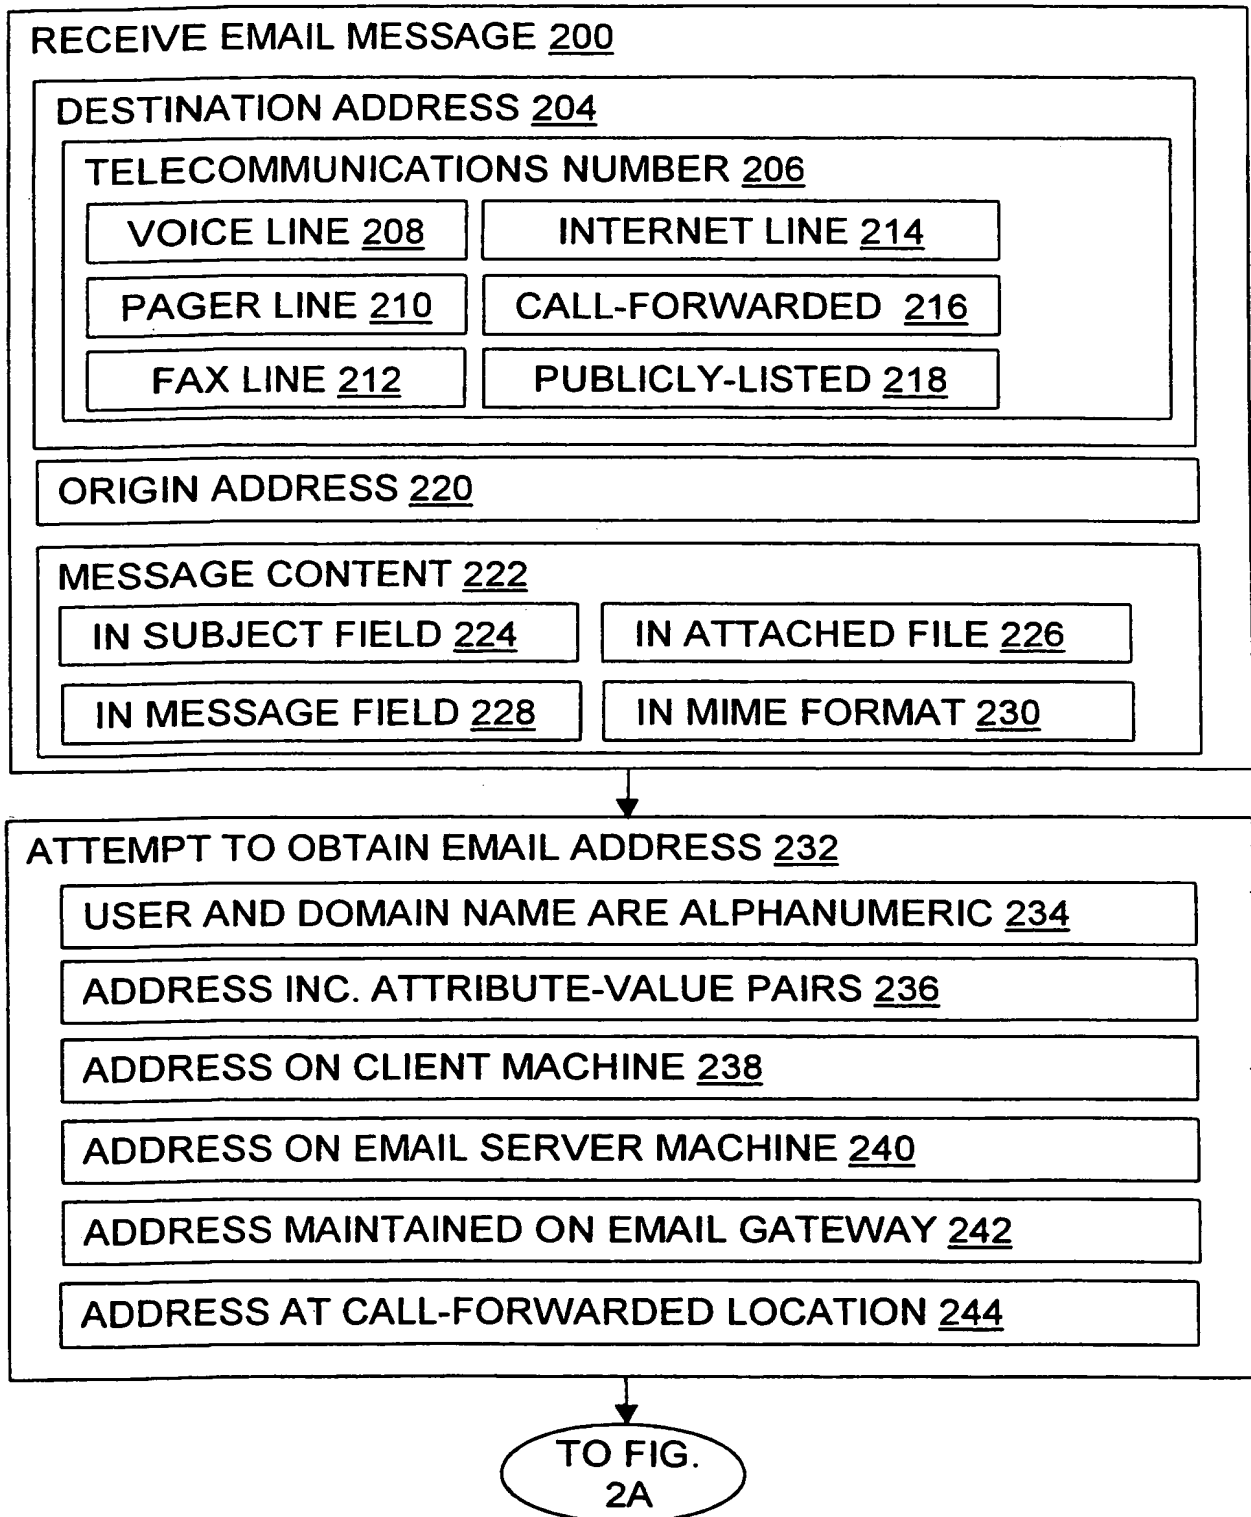 RECEIVE EMAIL MESSAGE 200
DESTINATION ADDRESS 204
TELECOMMUNICATIONS NUMBER 206
VOICE LINE 208
INTERNET LINE 214
PAGER LINE 210
CALL-FORWARDED 216
FAX LINE 212
PUBLICLY-LISTED 218
ORIGIN ADDRESS 220
MESSAGE CONTENT 222
IN SUBJECT FIELD 224
IN ATTACHED FILE 226
IN MESSAGE FIELD 228
IN MIME FORMAT 230
ATTEMPT TO OBTAIN EMAIL ADDRESS 232
USER AND DOMAIN NAME ARE ALPHANUMERIC 234
ADDRESS INC. ATTRIBUTE-VALUE PAIRS 236
ADDRESS ON CLIENT MACHINE 238
ADDRESS ON EMAIL SERVER MACHINE 240
ADDRESS MAINTAINED ON EMAIL GATEWAY 242
ADDRESS AT CALL-FORWARDED LOCATION 244
TO FIG.
2A